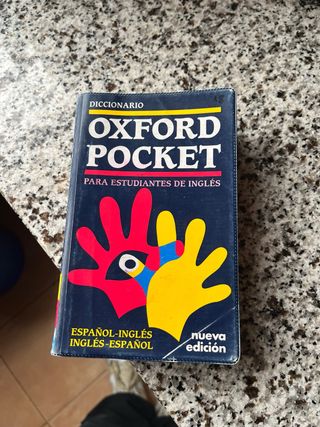 DICCIONARIO
OXFORD
POCKET
PARA ESTUDIANTES DE INGLÉS
ESPAÑOL-INGLÉS
INGLÉS-ESPAÑOL
nueva
edición